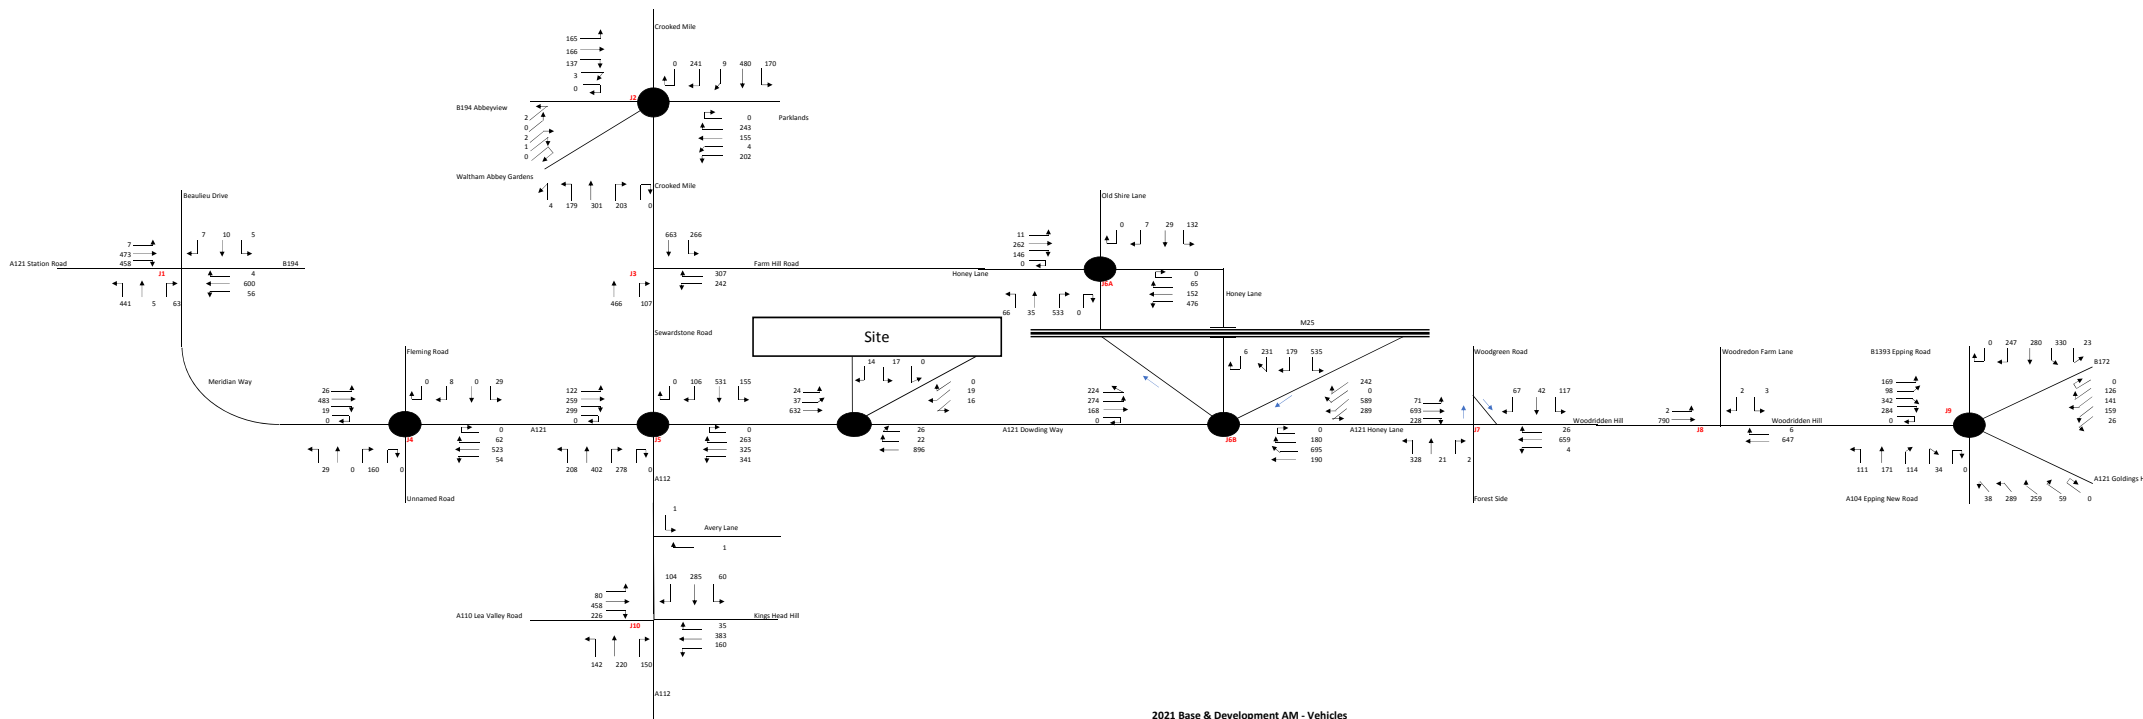 Crooked Mile
165
166
137
3
0
0 241 9 480 170
J2
B194 Abbeyview
2
0
2
1
0
0
243
155
4
202
Parklands
Waltham Abbey Gardens
Crooked Mile
4 179 301 203 0
Beaulieu Drive
7
473
458
7 10 5
A121 Station Road
J1
B194
4
600
56
441 5 63
663 266
J3
Farm Hill Road
307
242
466 107
Sewardstone Road
Old Shire Lane
11
262
146
0
0 7 29 132
Honey Lane
J6A
0
65
152
476
66 35 533 0
Honey Lane
M25
Site
Meridian Way
Fleming Road
26
483
19
0
0 8 0 29
J4
A121
0
62
523
54
29 0 160 0
Unnamed Road
122
259
299
0
0 106 531 155
J5
0
263
325
341
208 402 278 0
A112
14 17 0
24
37
632
0
19
16
26
22
896
A121 Dowding Way
224
274
168
0
6 231 179 535
242
0
589
289
J6B
0
180
695
190
A121 Honey Lane
Woodgreen Road
71
693
228
67 42 117
J7
26
659
4
328 21 2
Forest Side
Woodridden Hill
Woodredon Farm Lane
2
790
2 3
J8
Woodridden Hill
6
647
B1393 Epping Road
0 247 280 330 23
B172
169
98
342
284
0
J9
0
126
141
159
26
111 171 114 34 0
A104 Epping New Road
38 289 259 59 0
A121 Goldings H
1
Avery Lane
1
104 285 60
80
458
226
A110 Lea Valley Road
J10
Kings Head Hill
35
383
160
142 220 150
A112
2021 Base & Development AM - Vehicles